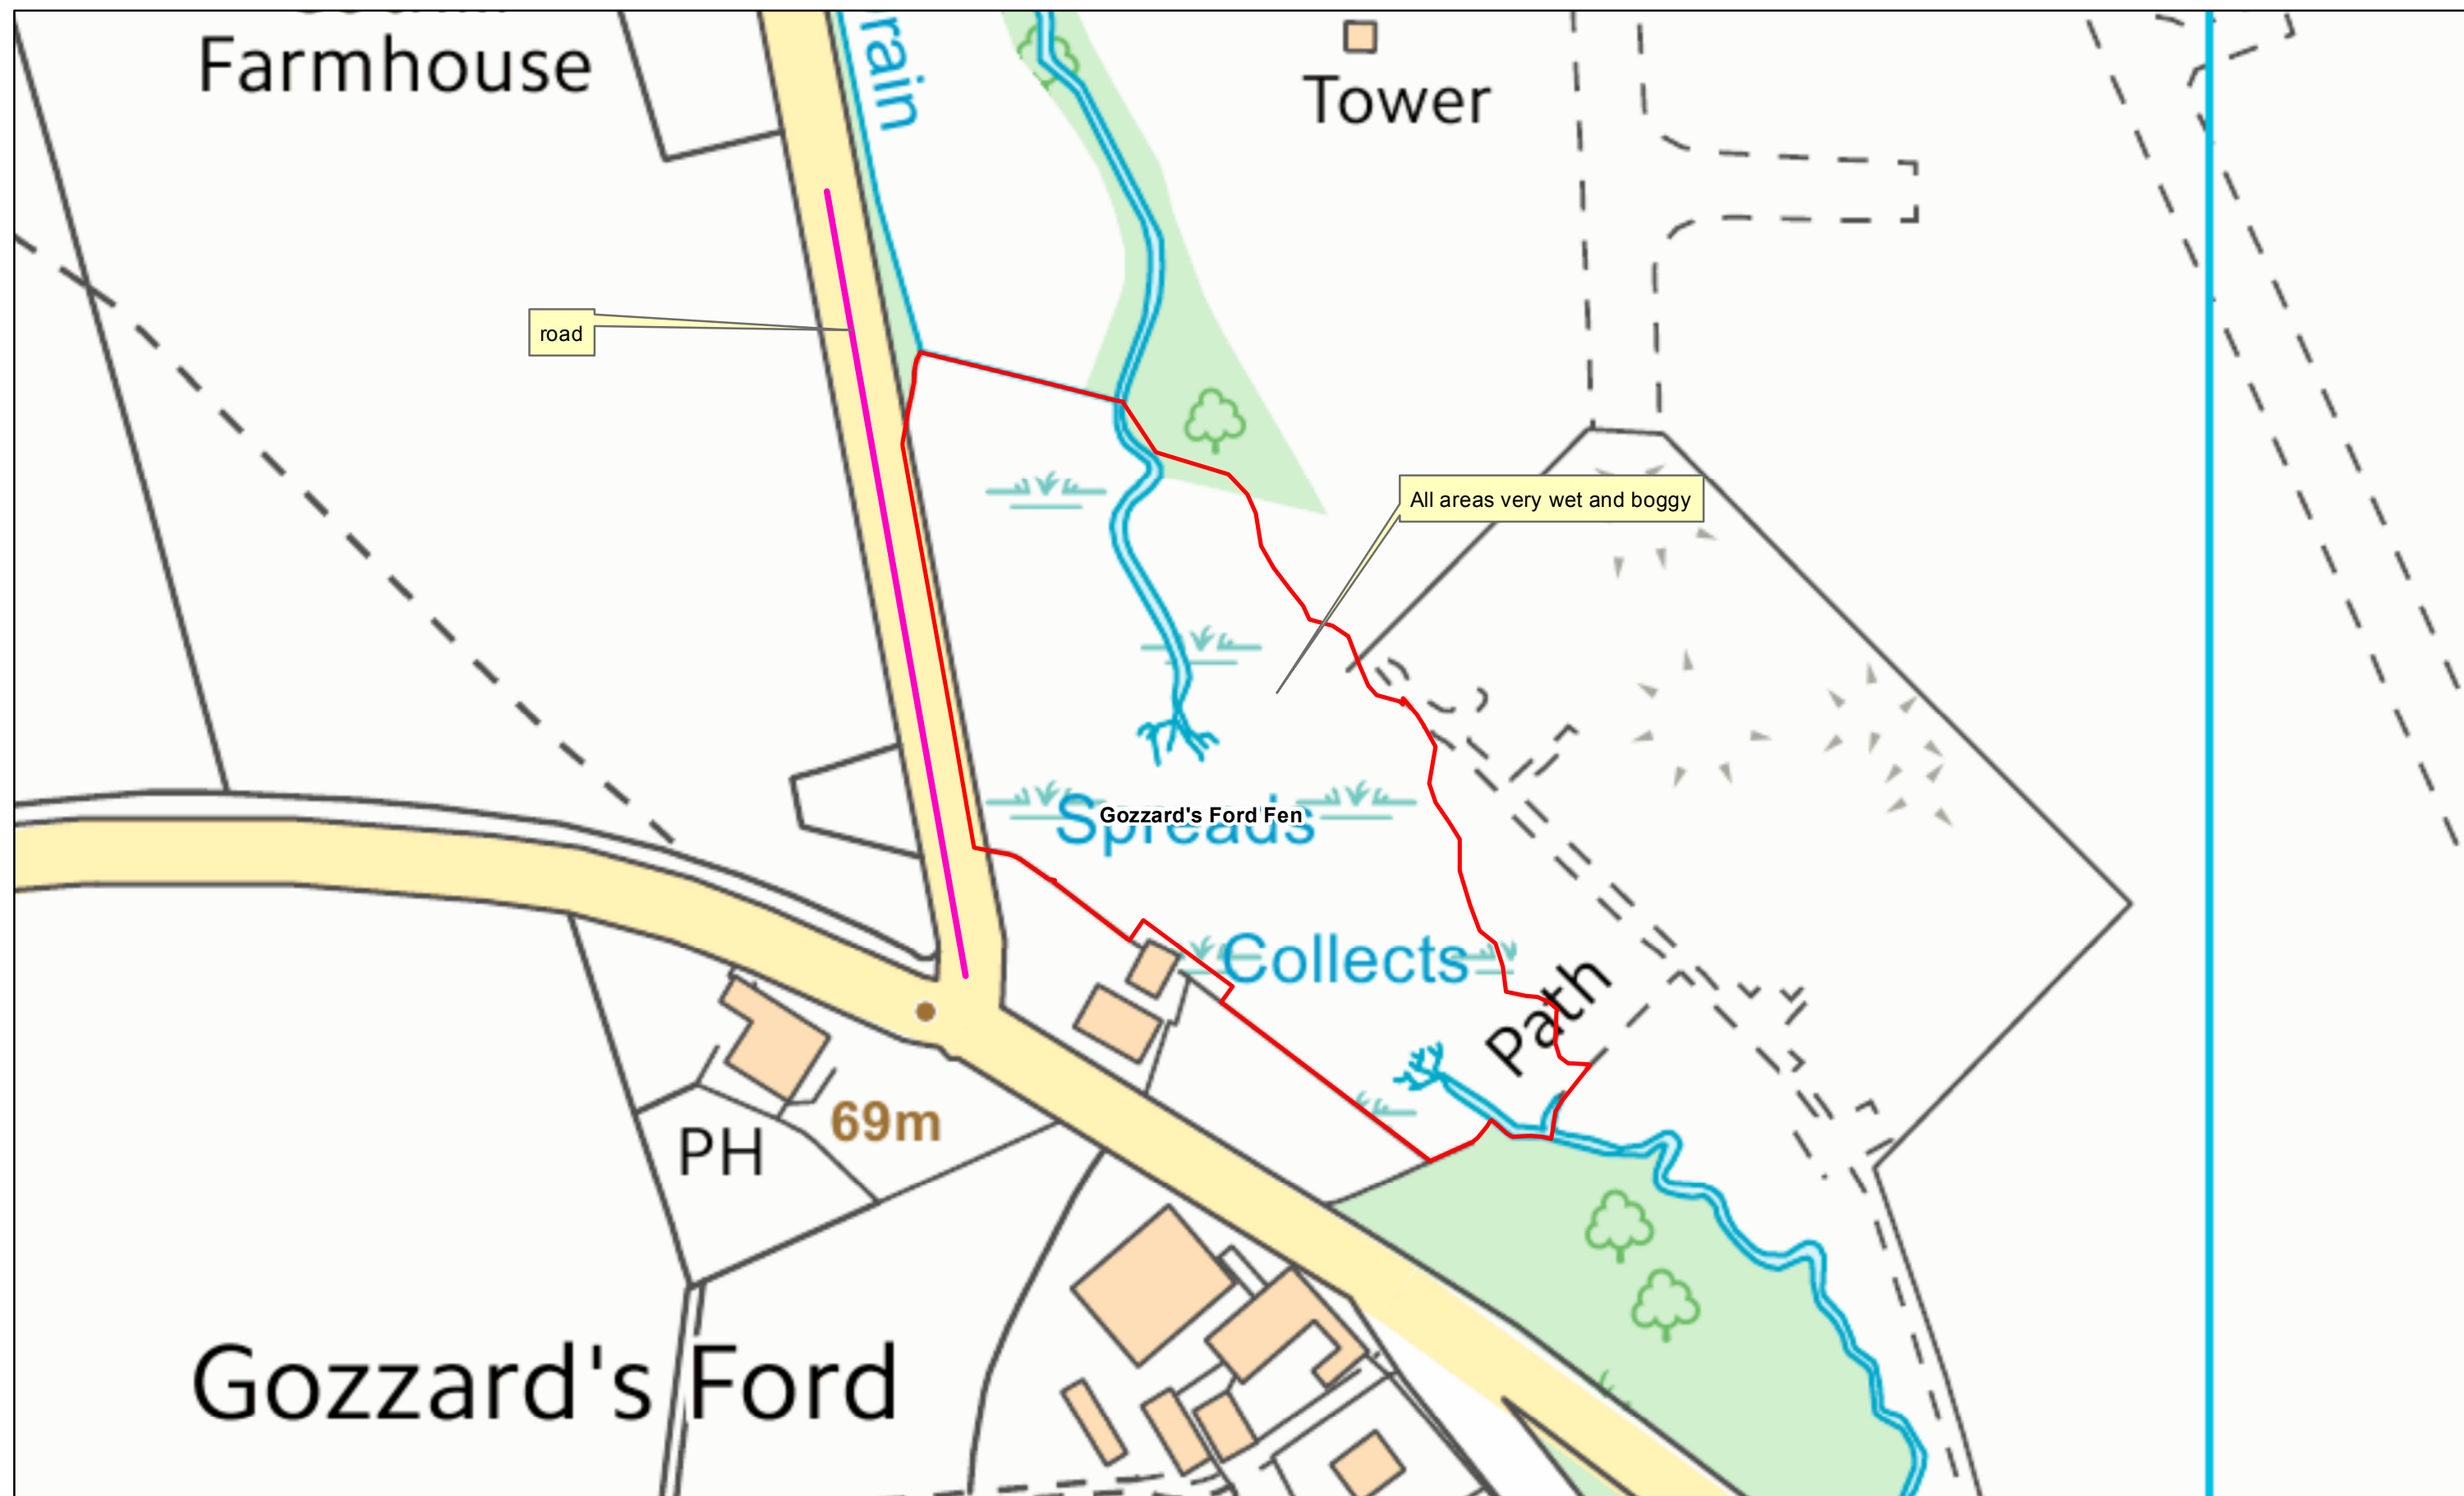 Farmhouse
rain
Tower
road
All areas very wet and boggy
Spreads
Gozzard's Ford Fen
Collects
Path
69m
PH
Gozzard's Ford